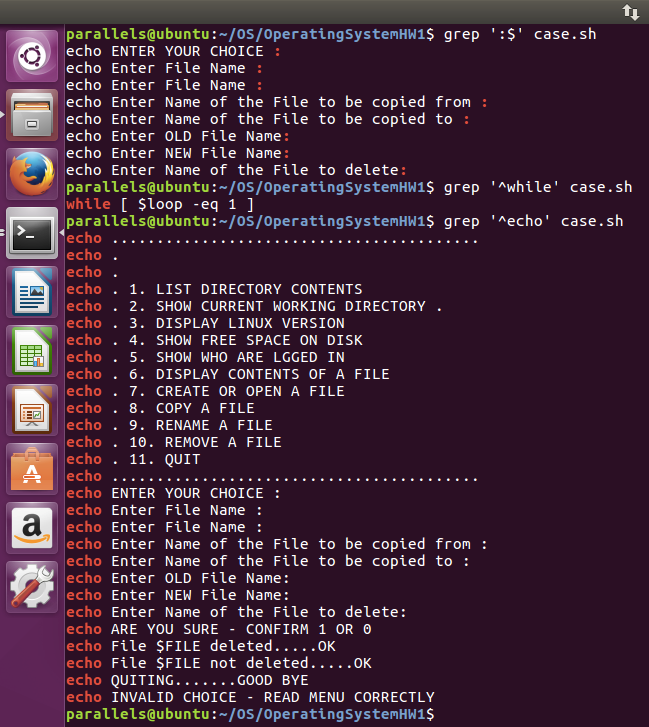 parallels@ubuntu:~/OS/OperatingSystemHW1$ grep ':$' case.sh
echo ENTER YOUR CHOICE :
echo Enter File Name :
echo Enter File Name :
echo Enter Name of the File to be copied from :
echo Enter Name of the File to be copied to :
echo Enter OLD File Name:
echo Enter NEW File Name:
echo Enter Name of the File to delete:
parallels@ubuntu:~/OS/OperatingSystemHW1$ grep '^while' case.sh
while [ $loop -eq 1 ]
parallels@ubuntu:~/OS/OperatingSystemHW1$ grep '^echo' case.sh
echo .........................................
echo .
echo .
echo . 1. LIST DIRECTORY CONTENTS
echo . 2. SHOW CURRENT WORKING DIRECTORY .
echo . 3. DISPLAY LINUX VERSION
echo . 4. SHOW FREE SPACE ON DISK
echo . 5. SHOW WHO ARE LGGED IN
echo . 6. DISPLAY CONTENTS OF A FILE
echo . 7. CREATE OR OPEN A FILE
echo . 8. COPY A FILE
echo . 9. RENAME A FILE
echo . 10. REMOVE A FILE
echo . 11. QUIT
echo .........................................
echo ENTER YOUR CHOICE :
echo Enter File Name :
echo Enter File Name :
echo Enter Name of the File to be copied from :
echo Enter Name of the File to be copied to :
echo Enter OLD File Name:
echo Enter NEW File Name:
echo Enter Name of the File to delete:
echo ARE YOU SURE - CONFIRM 1 OR 0
echo File $FILE deleted.....OK
echo File $FILE not deleted.....OK
echo QUITING.......GOOD BYE
echo INVALID CHOICE - READ MENU CORRECTLY
parallels@ubuntu:~/OS/OperatingSystemHW1$